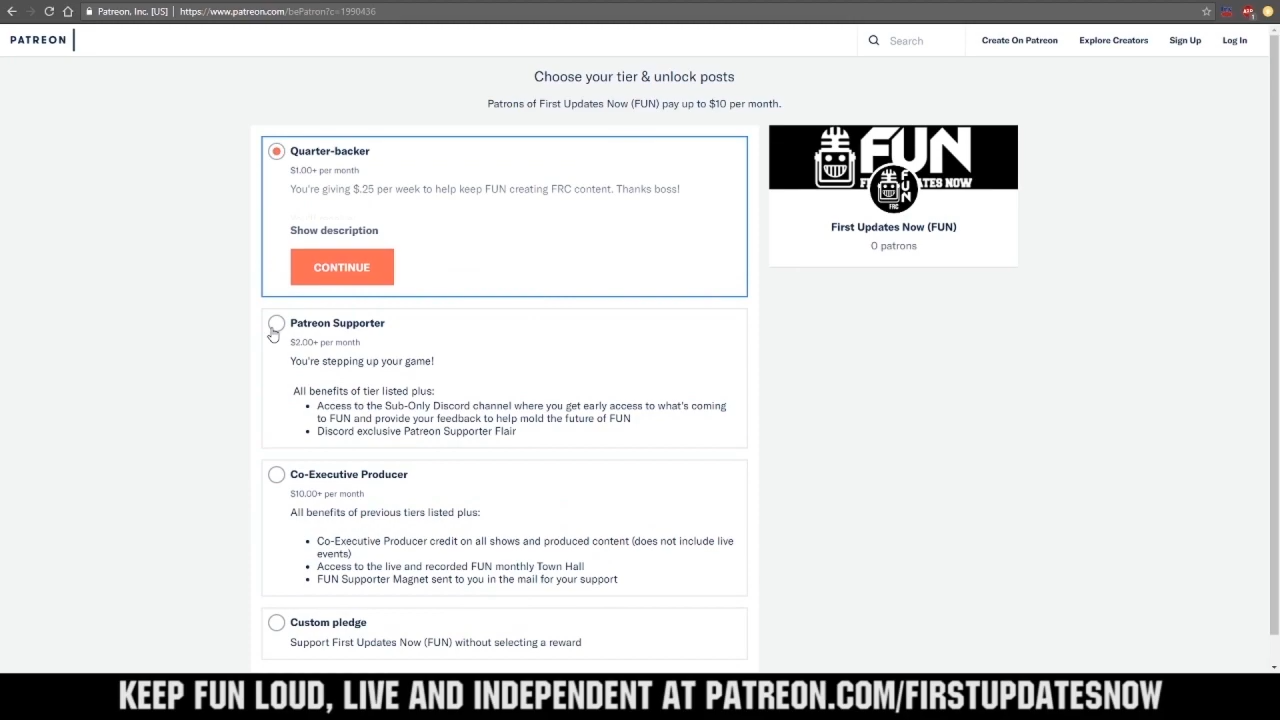 Patreon, Inc. [US] | https://www.patreon.com/bePatron?c=1990436
PATREON
Search
Create On Patreon
Explore Creators
Sign Up
Log In
Choose your tier & unlock posts
Patrons of First Updates Now (FUN) pay up to $10 per month.
Quarter-backer
$1.00+ per month
You're giving $.25 per week to help keep FUN creating FRC content. Thanks boss!
Show description
CONTINUE
FUN
FUN
FRC
First Updates Now (FUN)
0 patrons
Patreon Supporter
$2.00+ per month
You're stepping up your game!
All benefits of tier listed plus:
• Access to the Sub-Only Discord channel where you get early access to what's coming
to FUN and provide your feedback to help mold the future of FUN
• Discord exclusive Patreon Supporter Flair
Co-Executive Producer
$10.00+ per month
All benefits of previous tiers listed plus:
• Co-Executive Producer credit on all shows and produced content (does not include live
events)
• Access to the live and recorded FUN monthly Town Hall
• FUN Supporter Magnet sent to you in the mail for your support
Custom pledge
Support First Updates Now (FUN) without selecting a reward
KEEP FUN LOUD, LIVE AND INDEPENDENT AT PATREON.COM/FIRSTUPDATESNOW